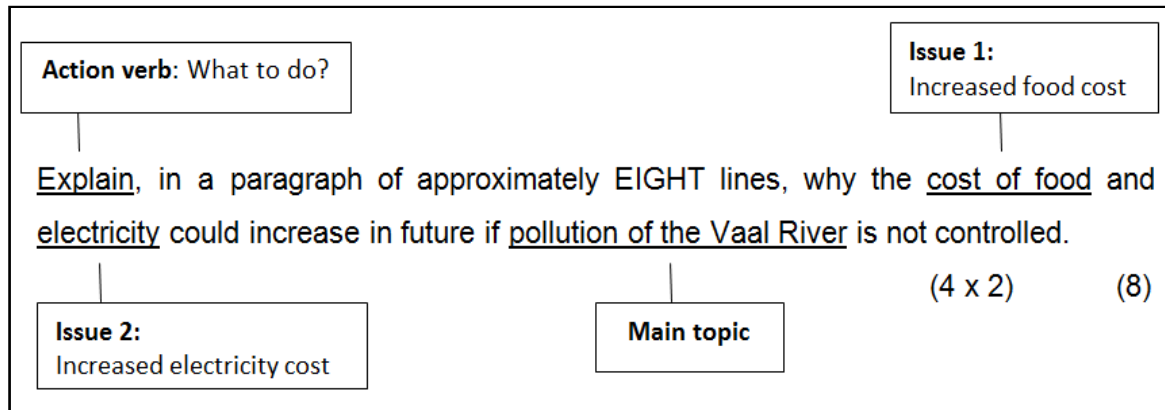 Action verb: What to do?
Issue 1:
Increased food cost
Explain, in a paragraph of approximately EIGHT lines, why the cost of food and
electricity could increase in future if pollution of the Vaal River is not controlled.
(4 x 2) (8)
Issue 2:
Increased electricity cost
Main topic